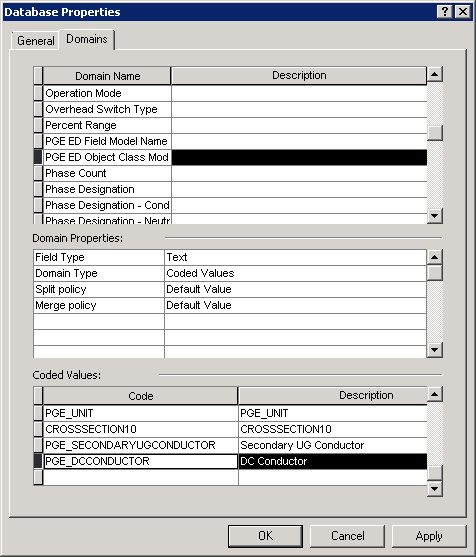 Database Properties
General
Domains
Domain Name Description
Operation Mode
Overhead Switch Type
Percent Range
PGE ED Field Model Name
PGE ED Object Class Mod
Phase Count
Phase Designation
Phase Designation - Cond
Phase Designation - Neutr
Domain Properties:
Field Type Text
Domain Type Coded Values
Split policy Default Value
Merge policy Default Value
Coded Values:
Code Description
PGE_UNIT PGE_UNIT
CROSSSECTION10 CROSSSECTION10
PGE_SECONDARYUGCONDUCTOR Secondary UG Conductor
PGE_DCCONDUCTOR DC Conductor
OK Cancel Apply